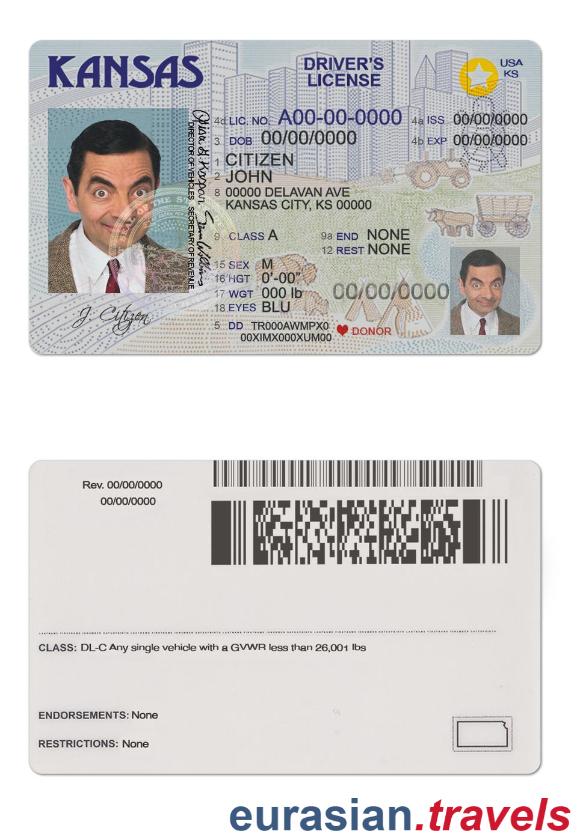 KANSAS
DRIVER'S
LICENSE
USA
KS
4d LIC. NO. A00-00-0000
4a ISS 00/00/0000
3 DOB 00/00/0000
4b EXP 00/00/0000
1 CITIZEN
2 JOHN
8 00000 DELAVAN AVE
KANSAS CITY, KS 00000
DIRECTOR OF VEHICLES SECRETARY OF REVENUE
9 CLASS A
9a END NONE
12 REST NONE
15 SEX M
16 HGT 0'-00"
17 WGT 000 lb
00/00/0000
18 EYES BLU
5 DD TR000AWMPX0
00XIMX000XUM00
DONOR
J. Citizen
Rev. 00/00/0000
00/00/0000
CLASS: DL-C Any single vehicle with a GVWR less than 26,001 lbs
ENDORSEMENTS: None
RESTRICTIONS: None
eurasian.travels